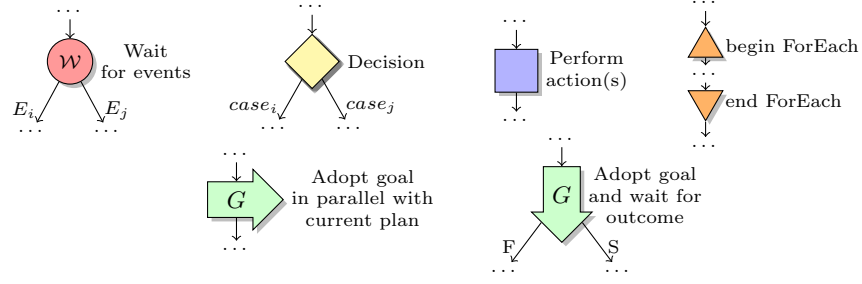 ...
...
...
...
W
Wait
for events
E_i
E_j
...
...
Decision
case_i
case_j
...
...
Perform
action(s)
...
begin ForEach
...
end ForEach
...
...
G
Adopt goal
in parallel with
current plan
...
...
G
Adopt goal
and wait for
outcome
F
S
...
...